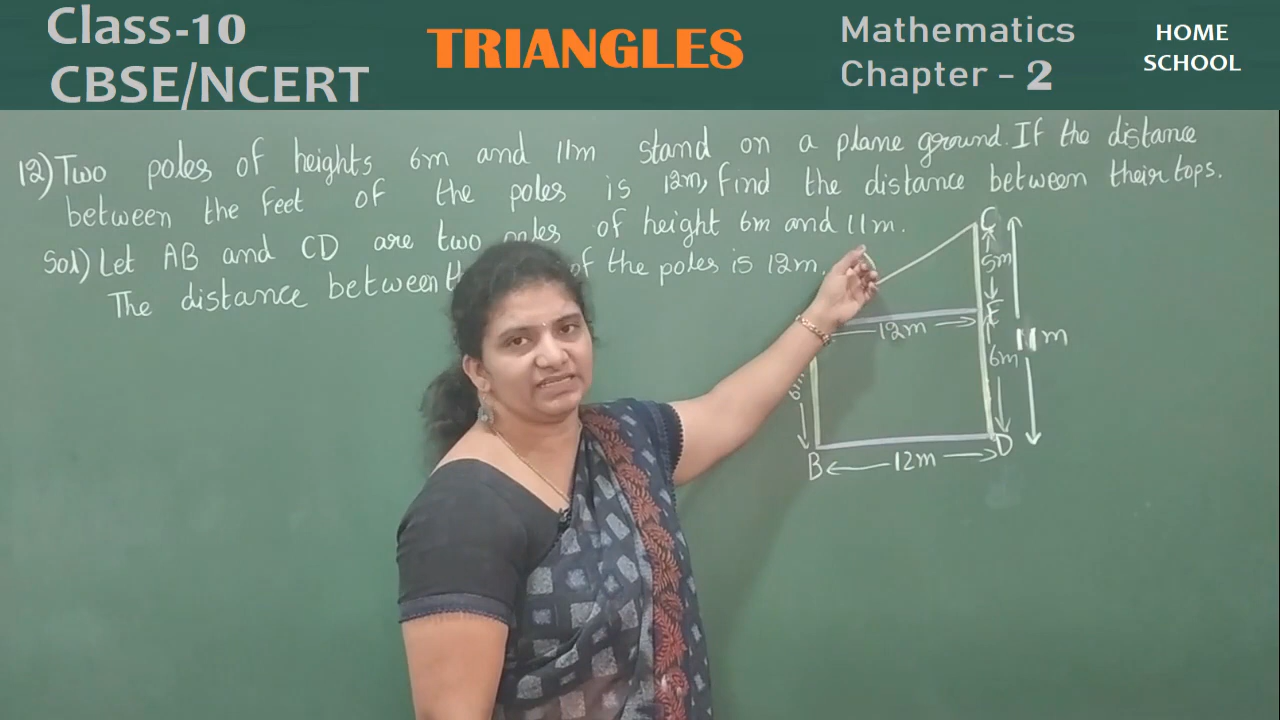 Class-10
CBSE/NCERT
TRIANGLES
Mathematics
Chapter - 2
HOME
SCHOOL
12) Two poles of heights 6m and 11m stand on a plane ground. If the distance
between the feet of the poles is 12m, find the distance between their tops.
Sol) Let AB and CD are two poles of height 6m and 11m.
The distance between of the poles is 12m.
C
5m
E
12m
11m
6m
B
12m
D